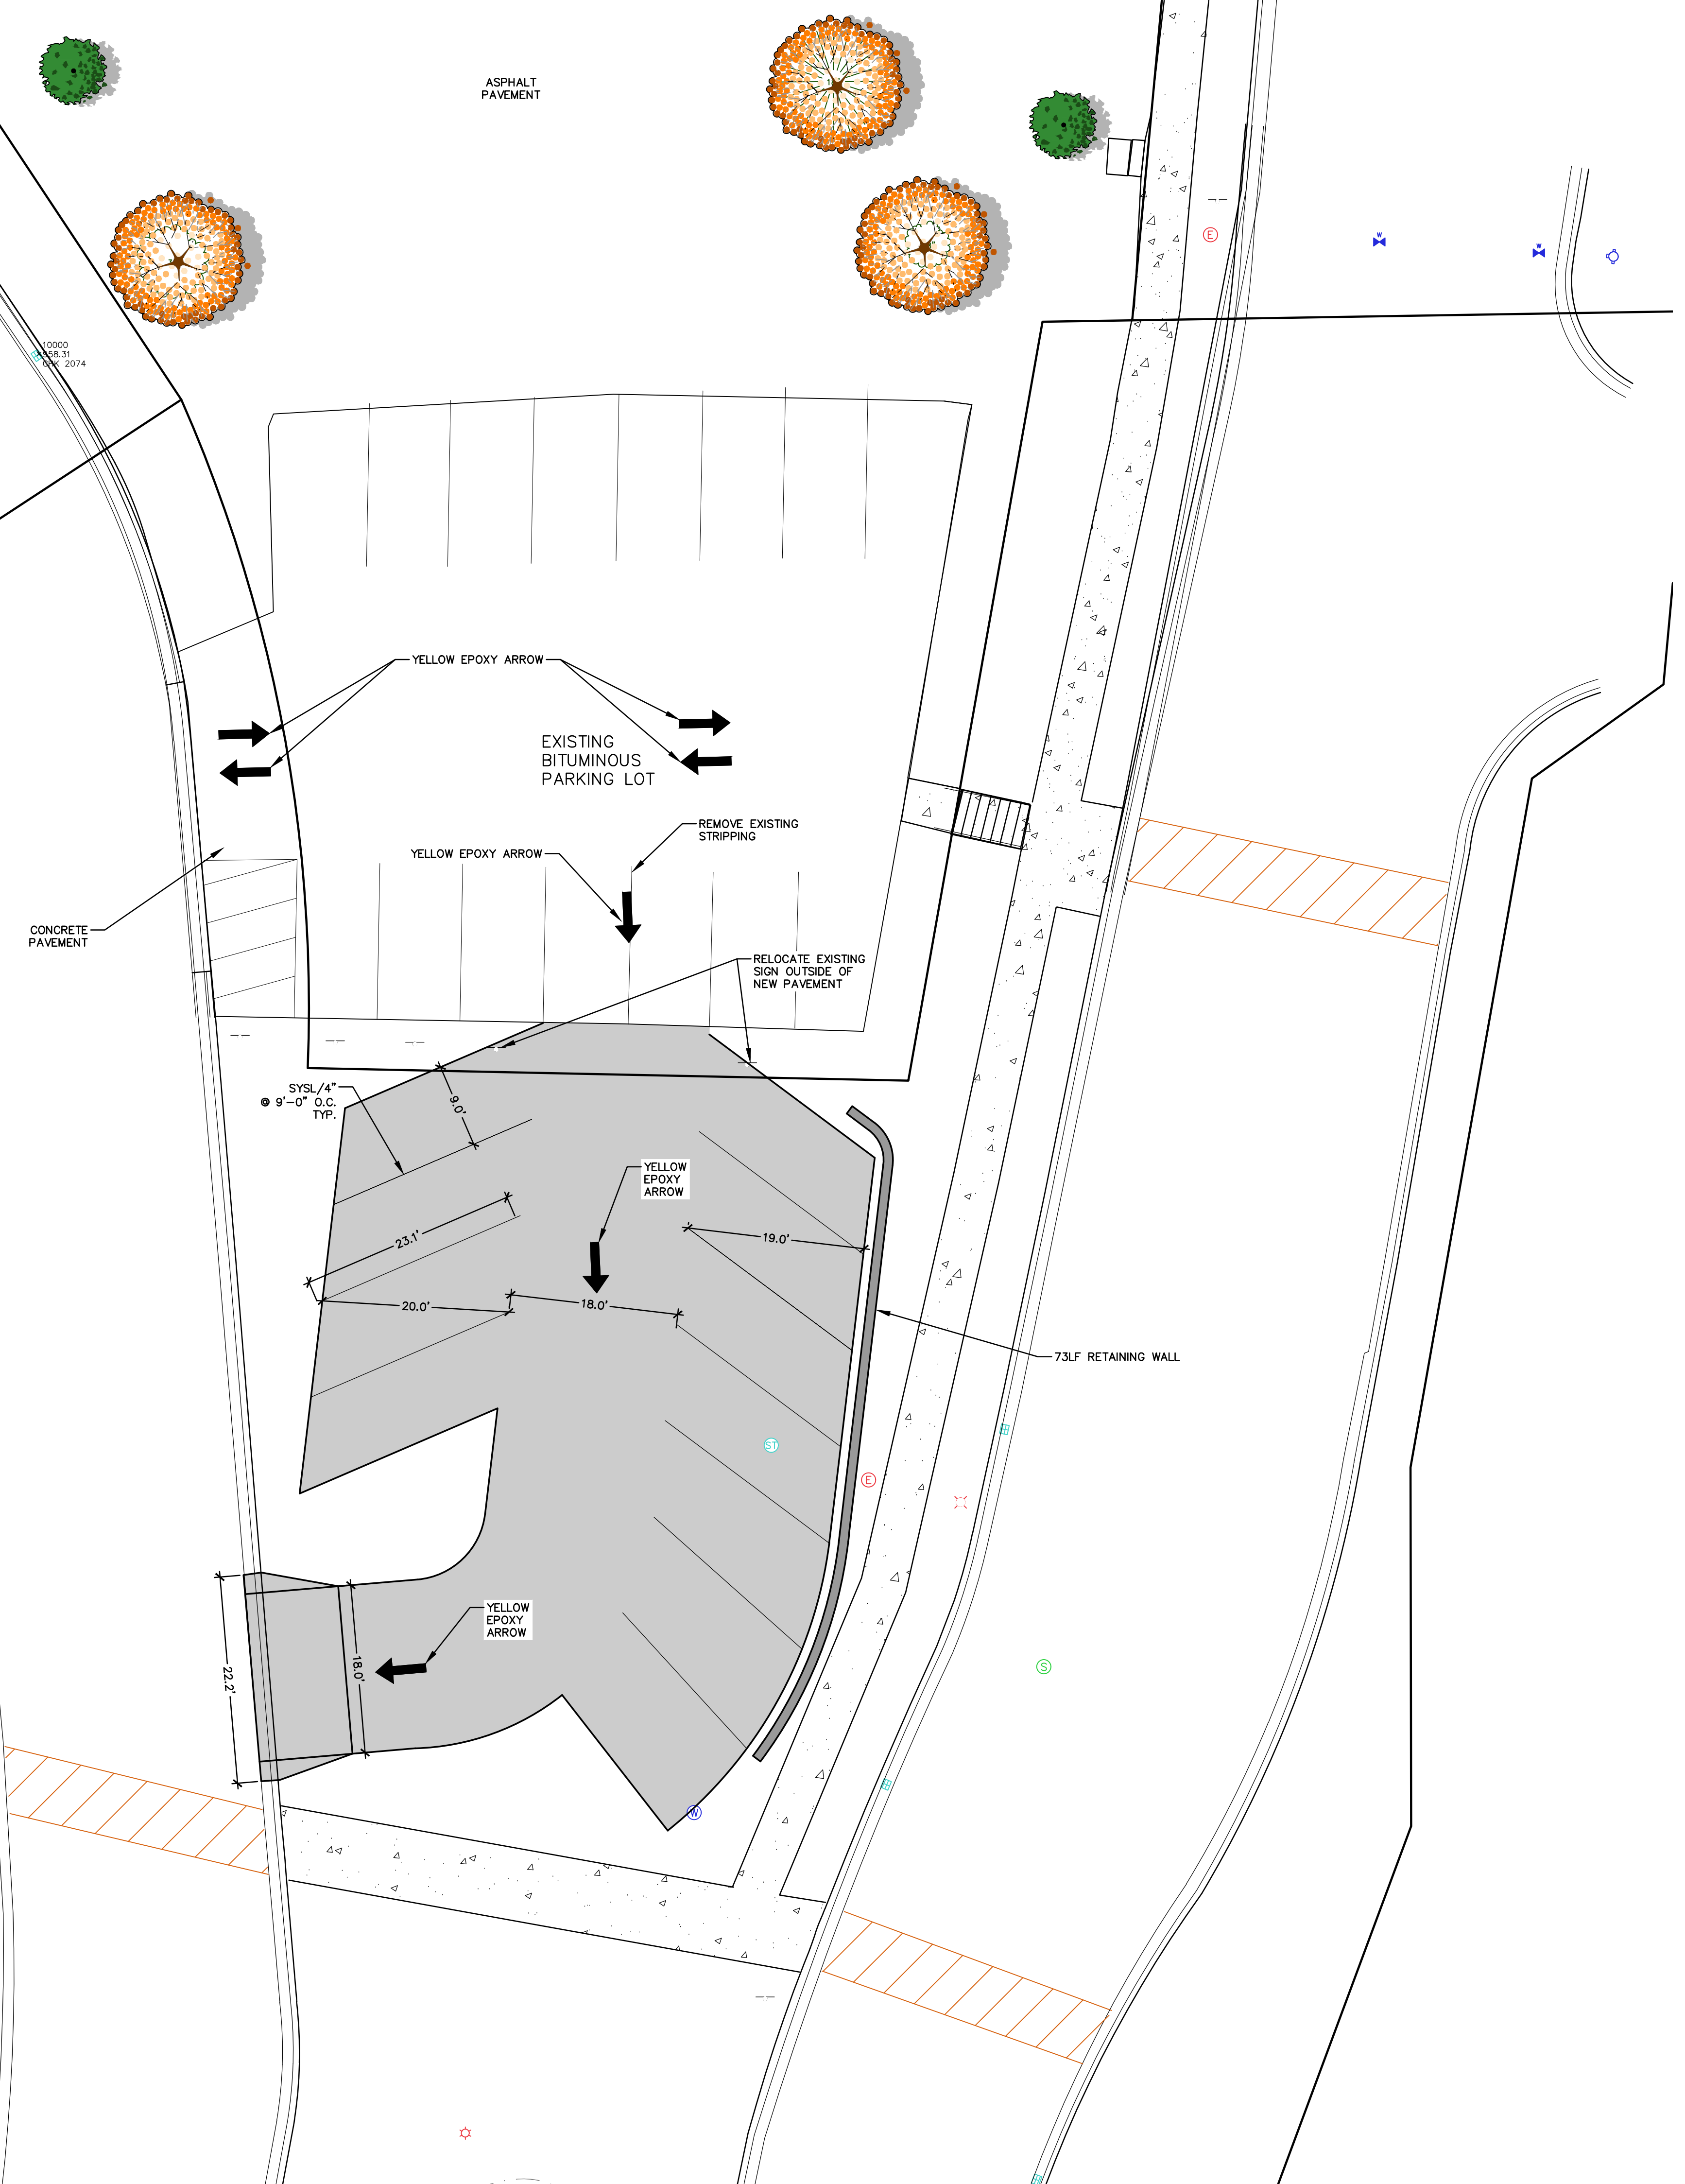 ASPHALT
PAVEMENT
W
E
W
10000
958.31
CHK 2074
YELLOW EPOXY ARROW
EXISTING
BITUMINOUS
PARKING LOT
REMOVE EXISTING
STRIPPING
YELLOW EPOXY ARROW
CONCRETE
PAVEMENT
RELOCATE EXISTING
SIGN OUTSIDE OF
NEW PAVEMENT
SYSL/4"
@ 9'-0" O.C.
TYP.
9.0'
YELLOW
EPOXY
ARROW
23.1'
19.0'
20.0'
18.0'
73LF RETAINING WALL
ST
E
YELLOW
EPOXY
ARROW
18.0'
22.2'
S
W